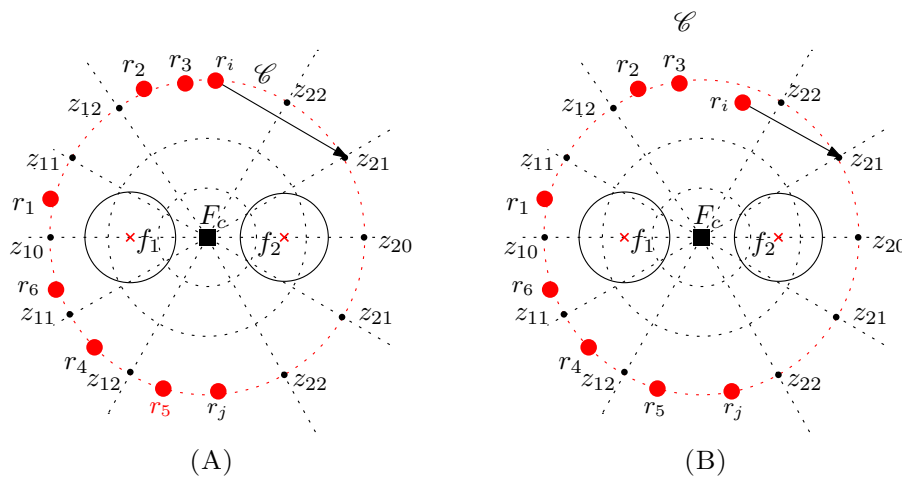 𝒞
r₂ r₃ rᵢ 𝒞
z₁₂ z₂₂
z₁₁ z₂₁
r₁
F_c
z₁₀ f₁ f₂ z₂₀
r₆
z₁₁ z₂₁
r₄ z₁₂ z₂₂
r₅ rⱼ
(A)
r₂ r₃
z₁₂ rᵢ z₂₂
z₁₁ z₂₁
r₁
F_c
z₁₀ f₁ f₂ z₂₀
r₆
z₁₁ z₂₁
r₄ z₁₂ z₂₂
r₅ rⱼ
(B)